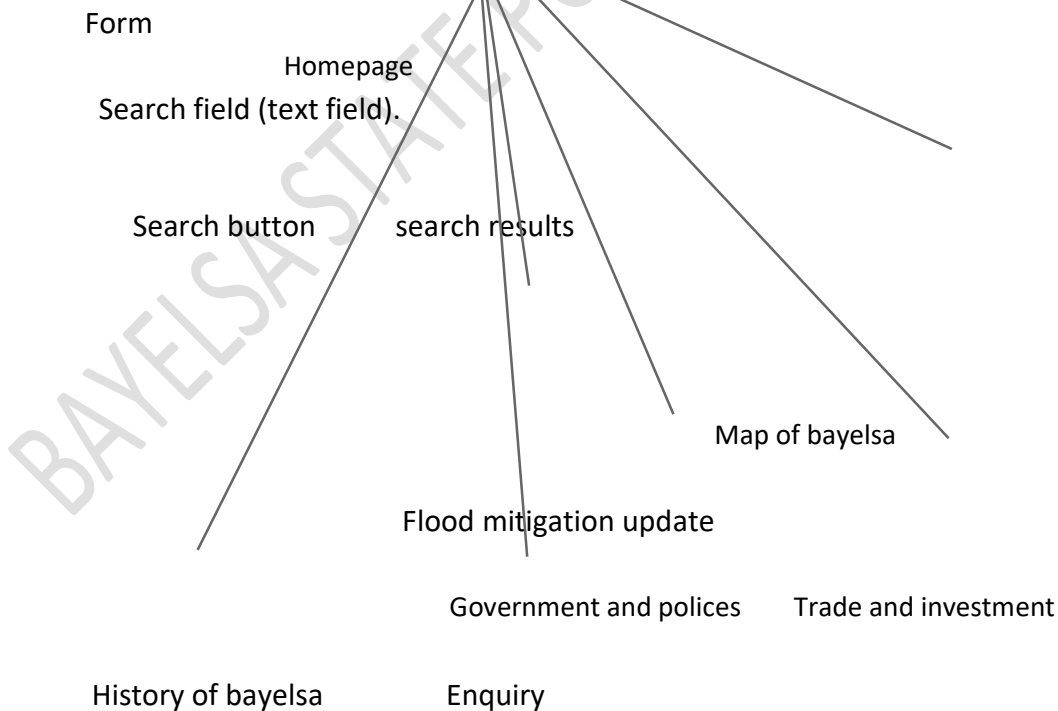 Form
Homepage
Search field (text field).
Search button search results
Map of bayelsa
Flood mitigation update
Government and polices Trade and investment
History of bayelsa Enquiry
BAYELSA STATE